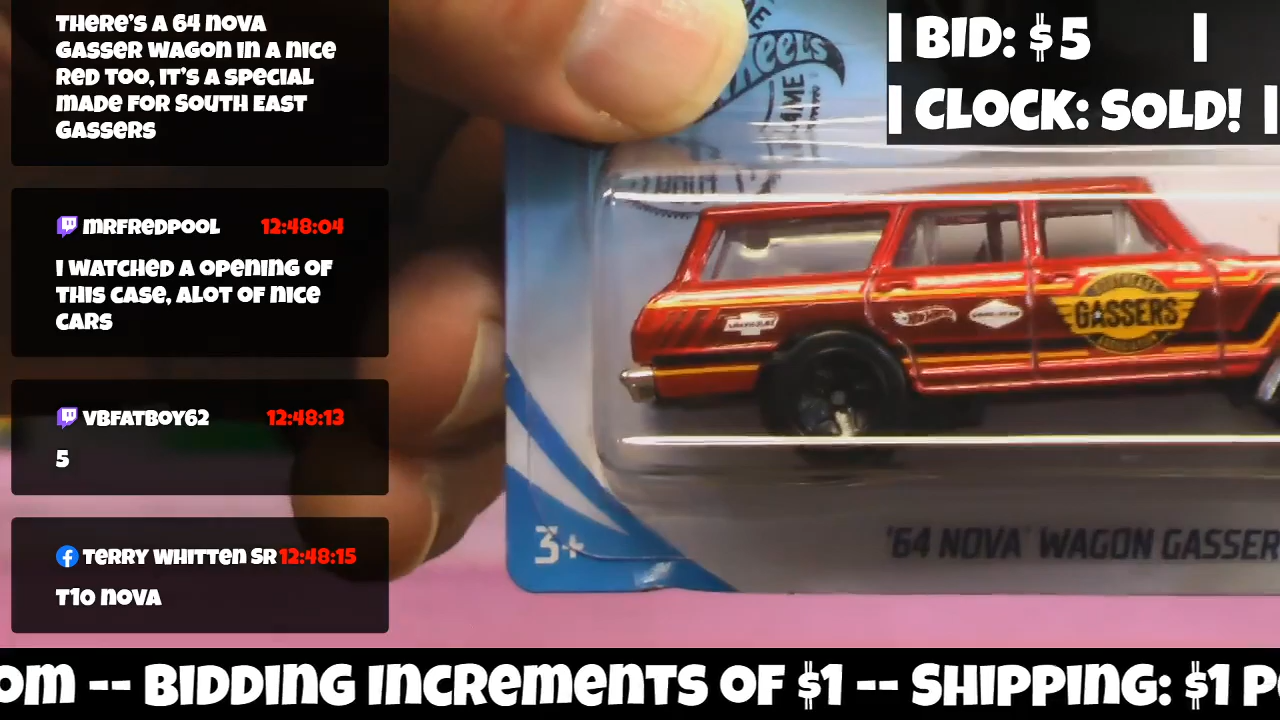 THERE'S A 64 NOVA
GASSER WAGON IN A NICE
RED TOO, IT'S A SPECIAL
MADE FOR SOUTH EAST
GASSERS
MRFREDPOOL 12:48:04
I WATCHED A OPENING OF
THIS CASE, ALOT OF NICE
CARS
VBFATBOY62 12:48:13
5
TERRY WHITTEN SR 12:48:15
T10 NOVA
| BID: $5 |
| CLOCK: SOLD! |
WHEELS
GASSERS
3+
'64 NOVA WAGON GASSER
OM -- BIDDING INCREMENTS OF $1 -- SHIPPING: $1 P